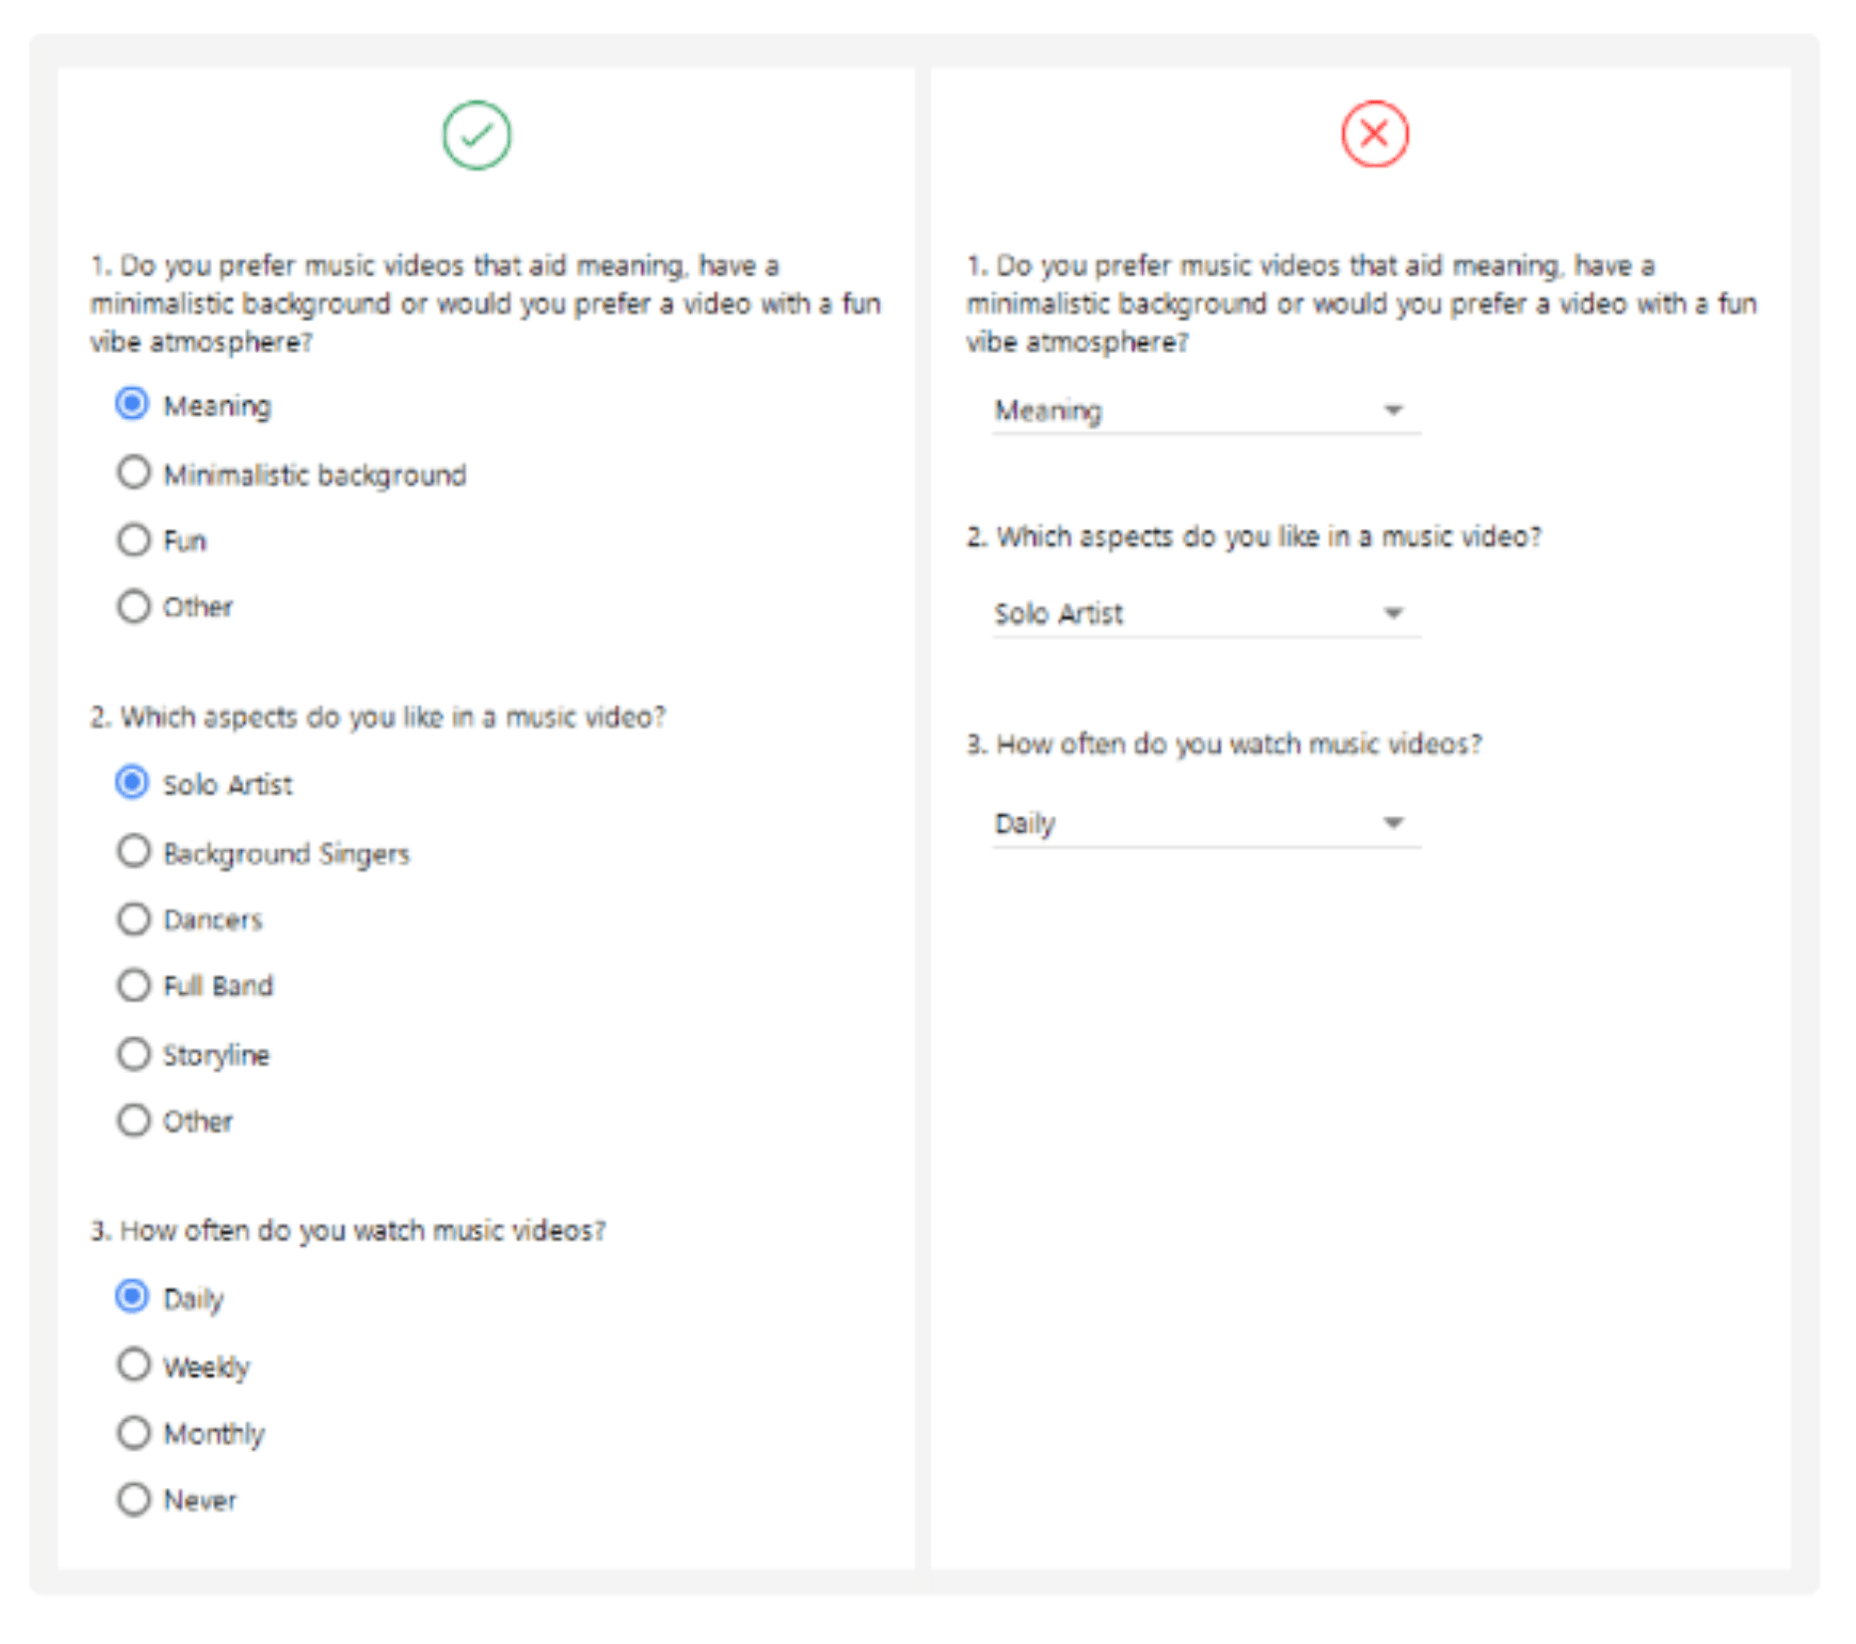 1. Do you prefer music videos that aid meaning, have a
minimalistic background or would you prefer a video with a fun
vibe atmosphere?
Meaning
Minimalistic background
Fun
Other
2. Which aspects do you like in a music video?
Solo Artist
Background Singers
Dancers
Full Band
Storyline
Other
3. How often do you watch music videos?
Daily
Weekly
Monthly
Never
1. Do you prefer music videos that aid meaning, have a
minimalistic background or would you prefer a video with a fun
vibe atmosphere?
Meaning
2. Which aspects do you like in a music video?
Solo Artist
3. How often do you watch music videos?
Daily